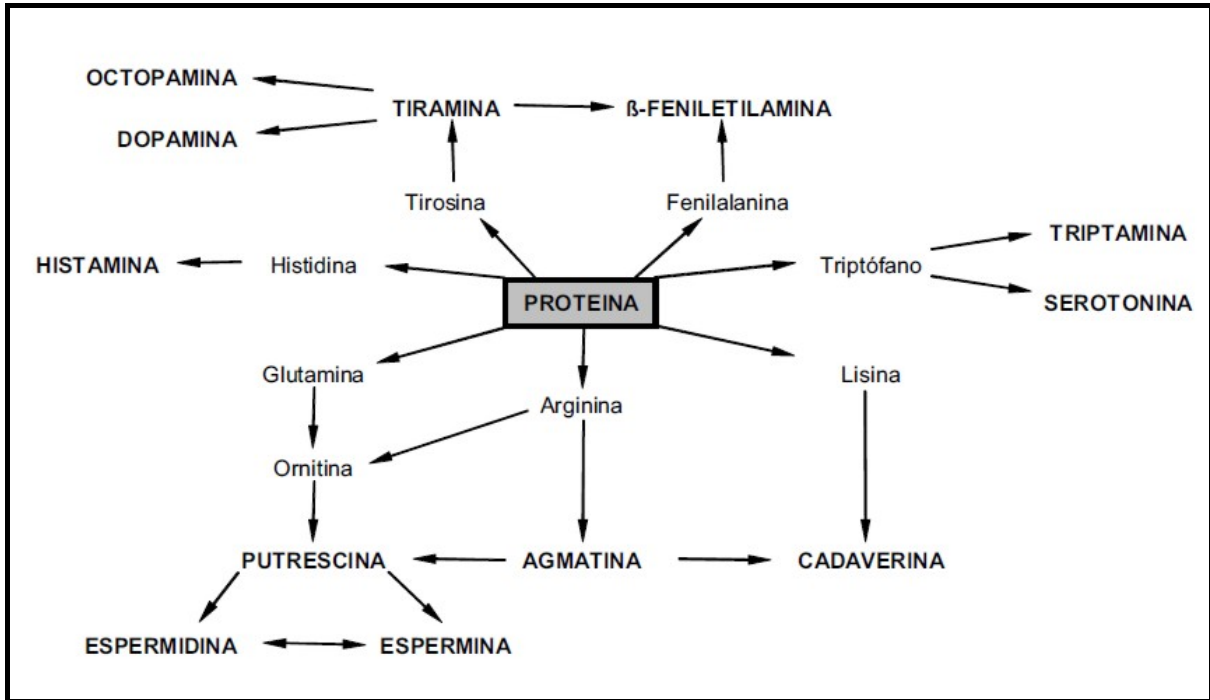 OCTOPAMINA
TIRAMINA
ß-FENILETILAMINA
DOPAMINA
Tirosina
Fenilalanina
TRIPTAMINA
HISTAMINA
Histidina
Triptófano
PROTEINA
SEROTONINA
Glutamina
Lisina
Arginina
Ornitina
PUTRESCINA
AGMATINA
CADAVERINA
ESPERMIDINA
ESPERMINA